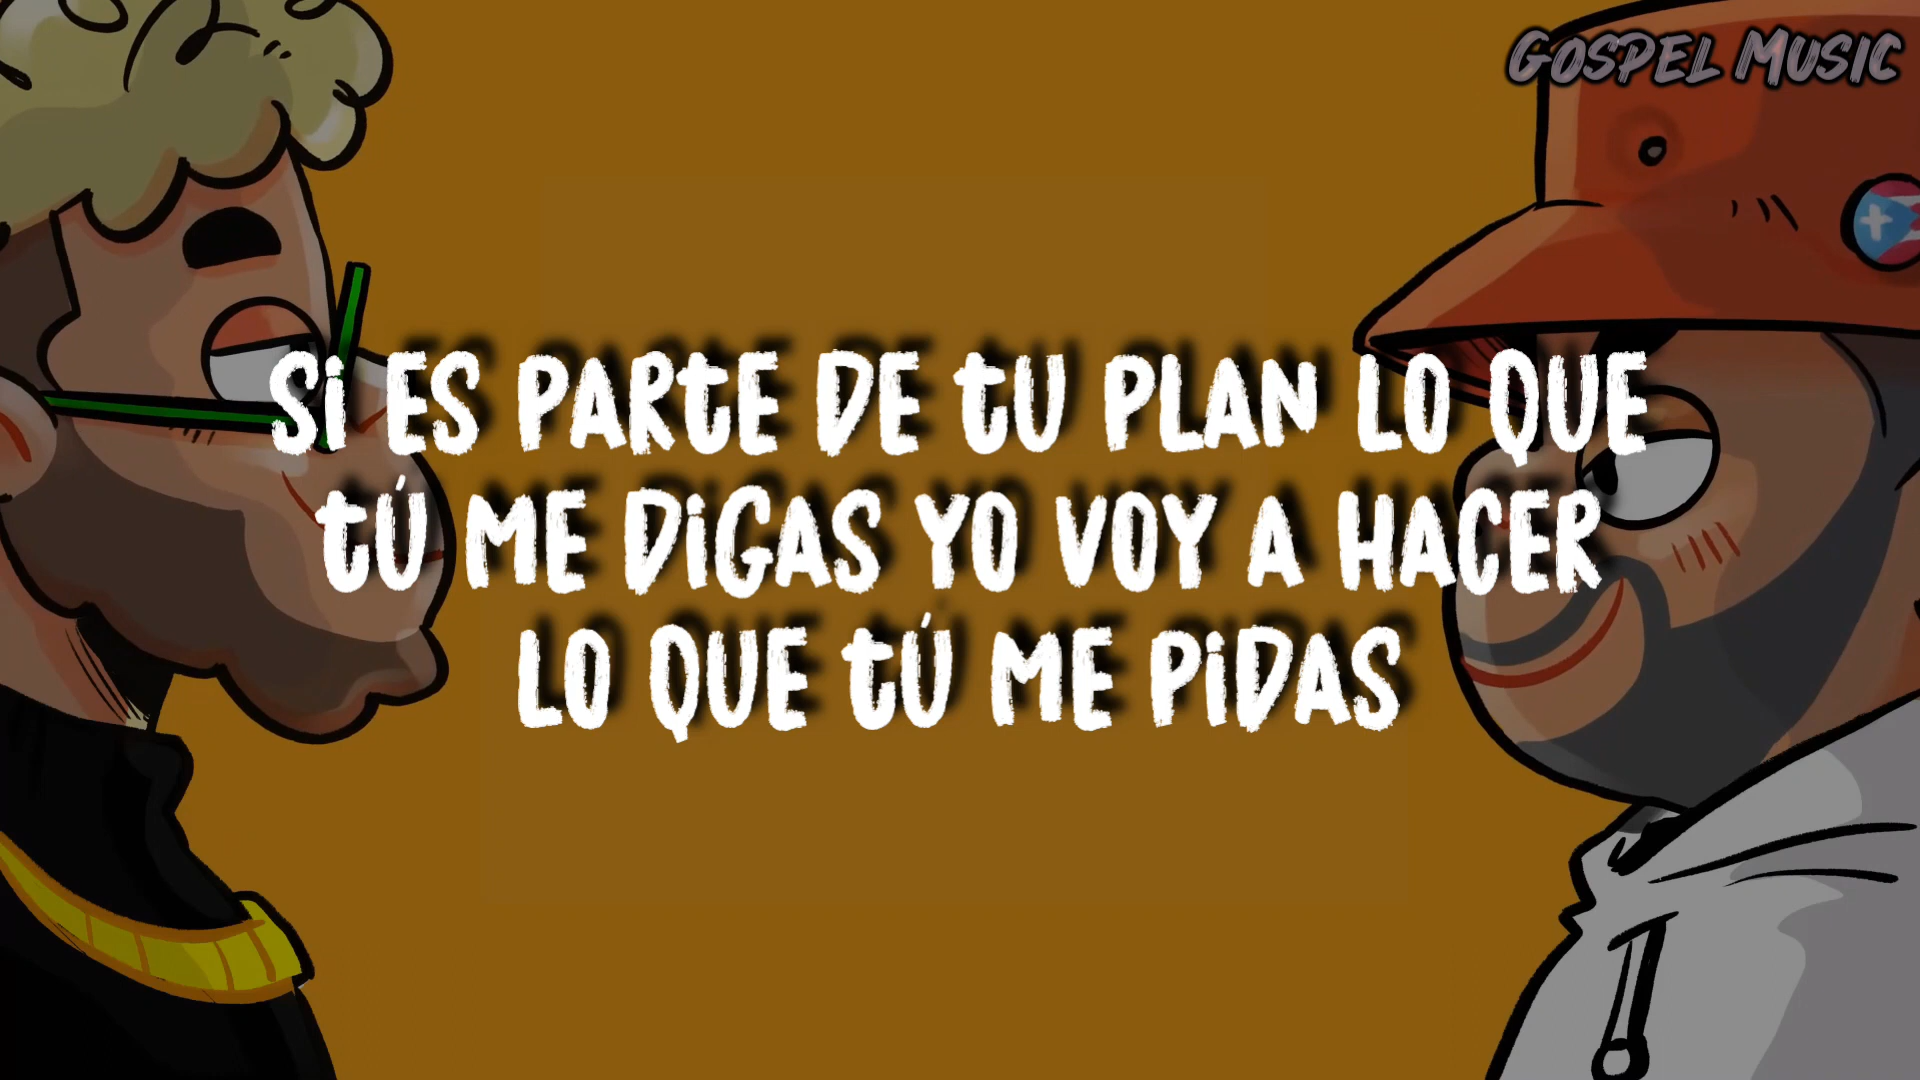 GOSPEL MUSIC
Si ES PARTE DE TU PLAN LO QUE
TÚ ME DiGAS YO VOY A HACER
LO QUE TÚ ME PiDAS